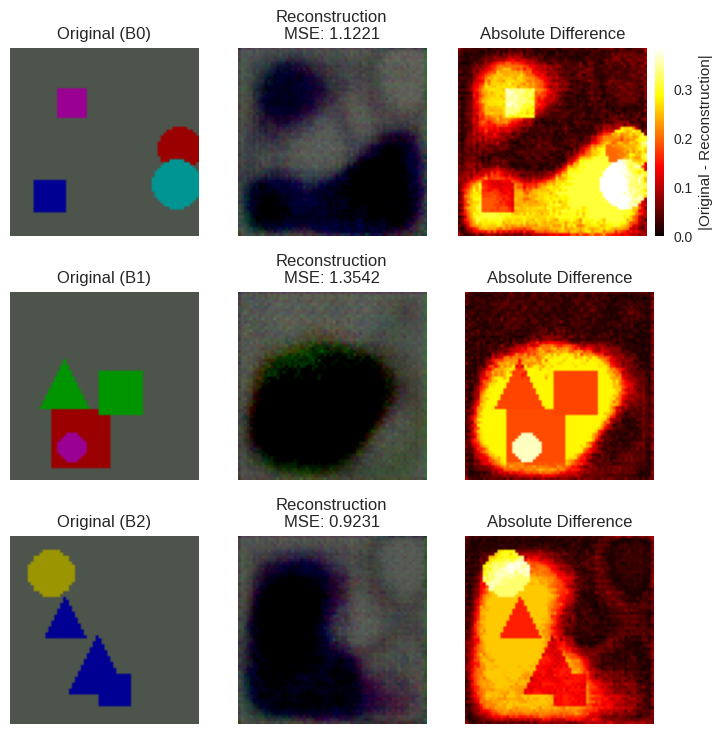 Original (B0)
Reconstruction
MSE: 1.1221
Absolute Difference
0.3
0.2
0.1
0.0
|Original - Reconstruction|
Original (B1)
Reconstruction
MSE: 1.3542
Absolute Difference
Original (B2)
Reconstruction
MSE: 0.9231
Absolute Difference